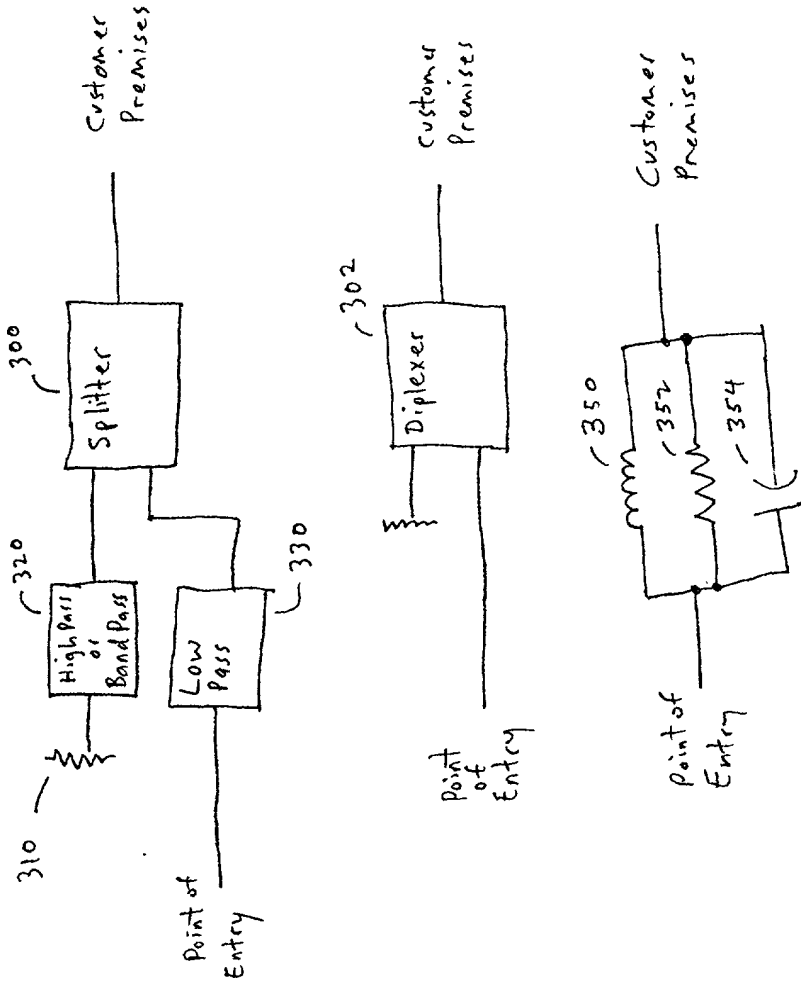 300
Splitter
Customer
Premises
320
High Pass
or
Band Pass
310
330
Low
Pass
Point of
Entry
302
Diplexer
Customer
Premises
Point
of
Entry
350
352
354
Customer
Premises
Point of
Entry